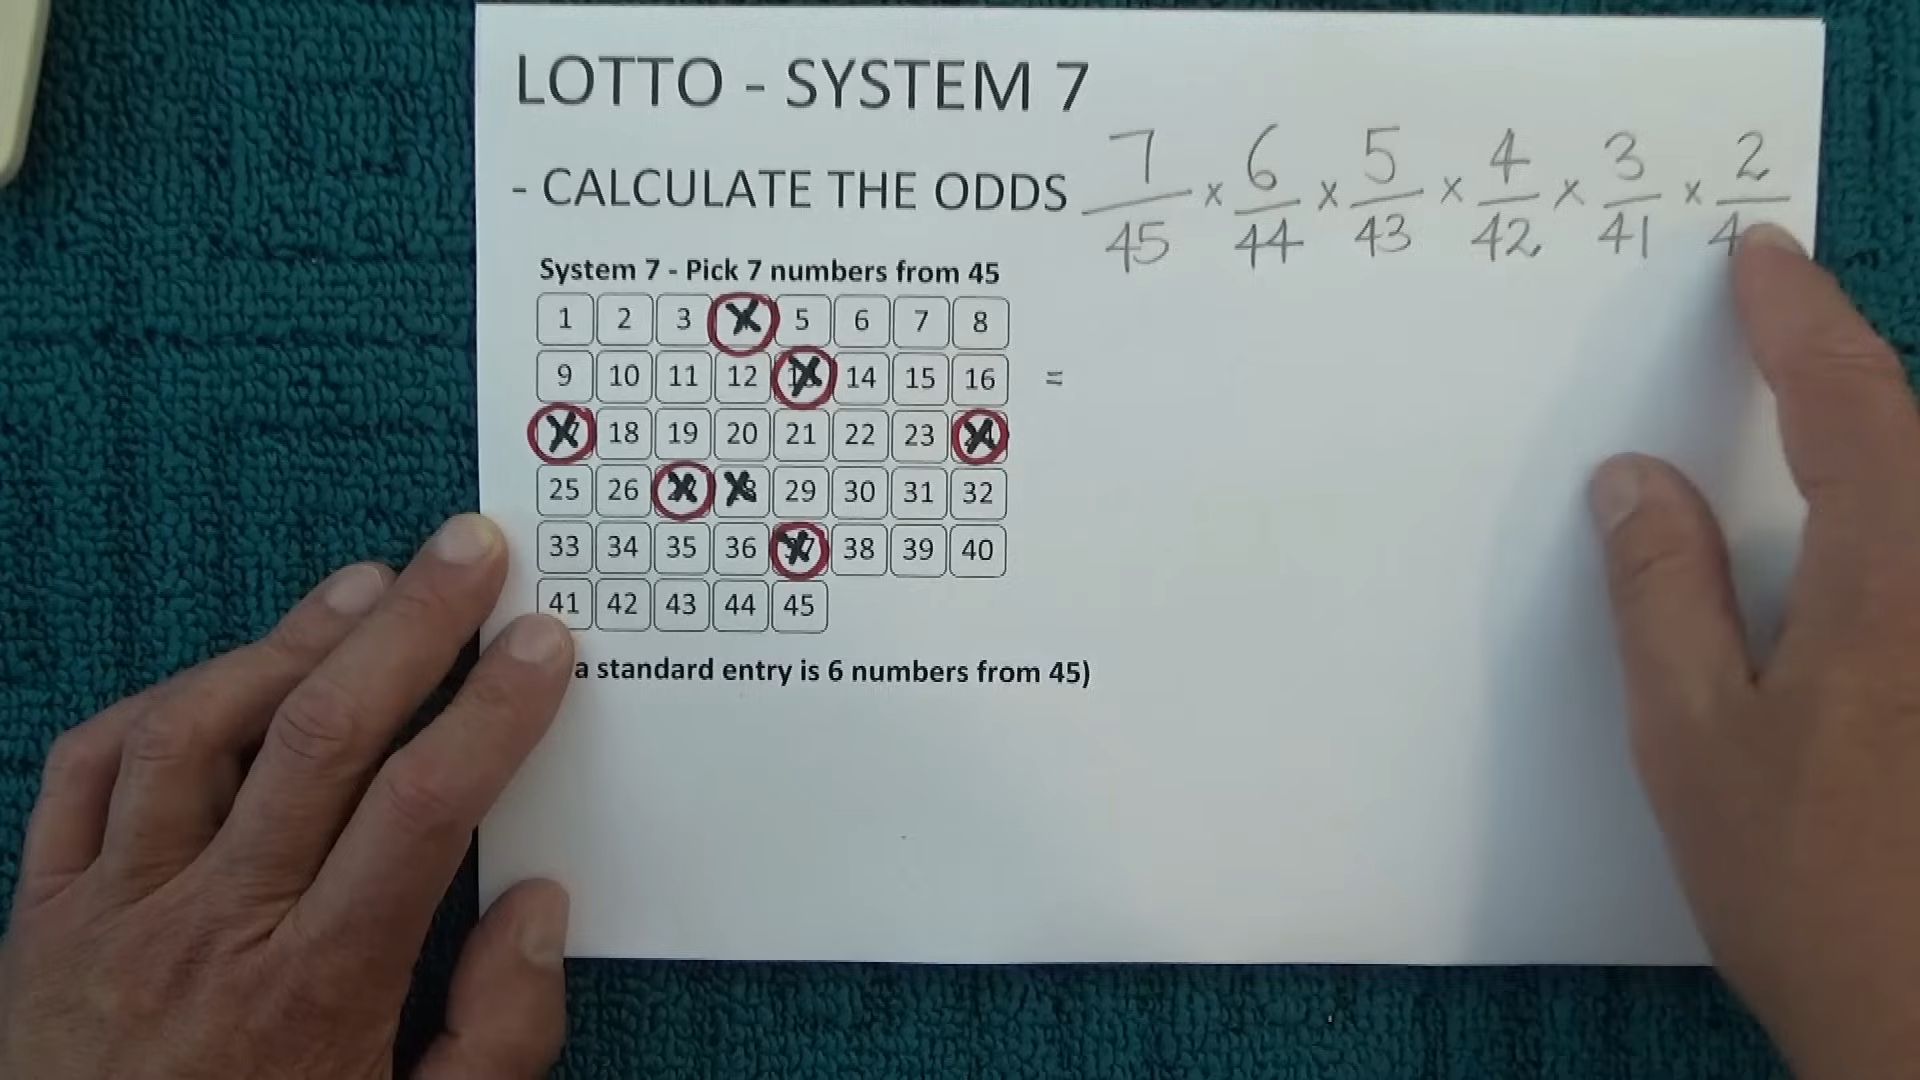 LOTTO - SYSTEM 7
- CALCULATE THE ODDS 7/45 x 6/44 x 5/43 x 4/42 x 3/41 x 2/4
System 7 - Pick 7 numbers from 45
1 2 3 5 6 7 8
9 10 11 12 14 15 16 =
18 19 20 21 22 23
25 26 29 30 31 32
33 34 35 36 38 39 40
41 42 43 44 45
a standard entry is 6 numbers from 45)